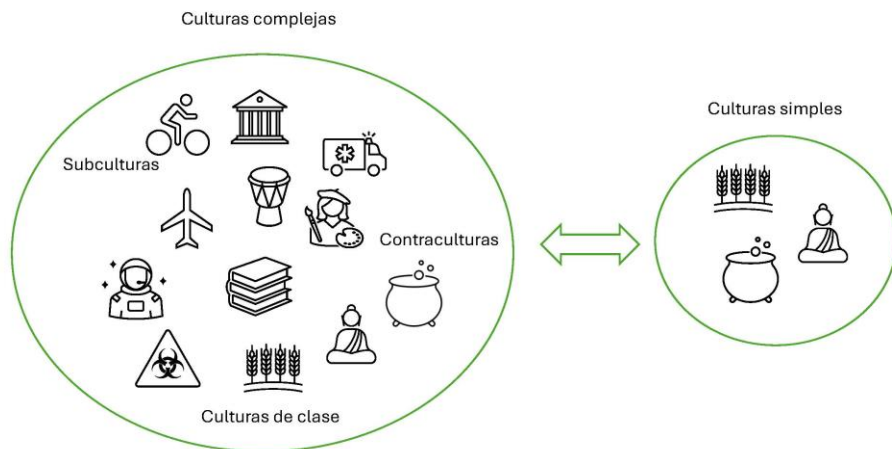 Culturas complejas
Culturas simples
Subculturas
Contraculturas
Culturas de clase